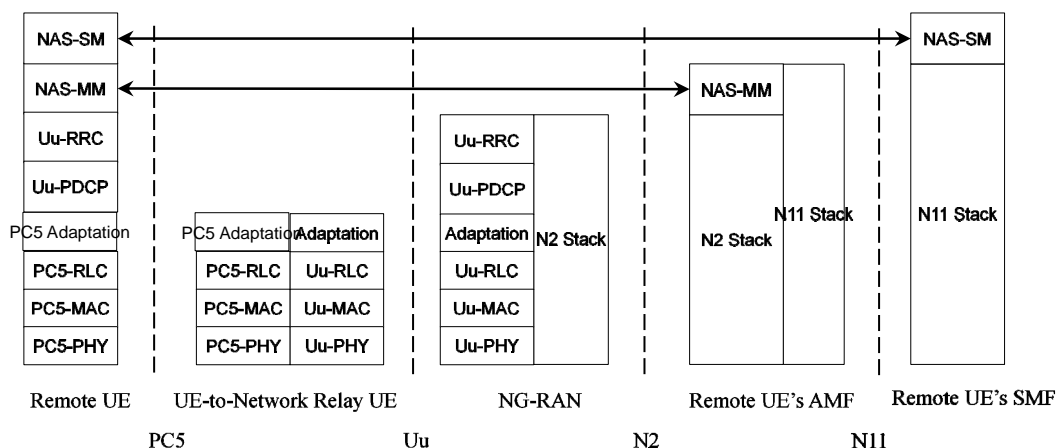 NAS-SM
NAS-SM
NAS-MM
NAS-MM
Uu-RRC
Uu-RRC
Uu-PDCP
Uu-PDCP
PC5 Adaptation
PC5 Adaptation
Adaptation
Adaptation
N2 Stack
N2 Stack
N11 Stack
N11 Stack
PC5-RLC
PC5-RLC
Uu-RLC
Uu-RLC
PC5-MAC
PC5-MAC
Uu-MAC
Uu-MAC
PC5-PHY
PC5-PHY
Uu-PHY
Uu-PHY
Remote UE
UE-to-Network Relay UE
NG-RAN
Remote UE's AMF
Remote UE's SMF
PC5
Uu
N2
N11